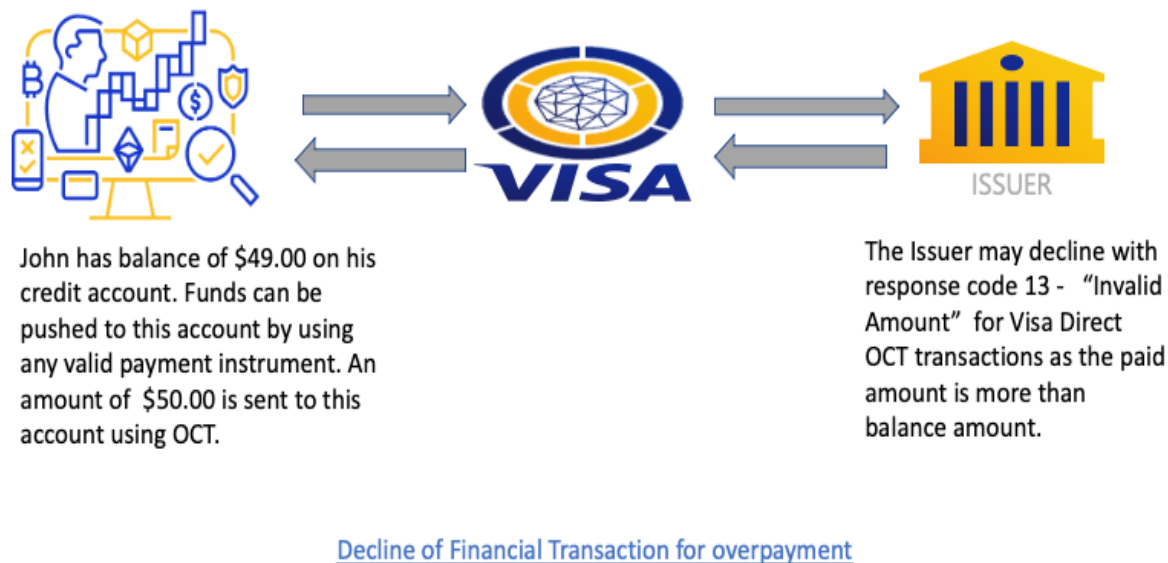 VISA
ISSUER
John has balance of $49.00 on his
credit account. Funds can be
pushed to this account by using
any valid payment instrument. An
amount of  $50.00 is sent to this
account using OCT.
The Issuer may decline with
response code 13 -   “Invalid
Amount”  for Visa Direct
OCT transactions as the paid
amount is more than
balance amount.
Decline of Financial Transaction for overpayment